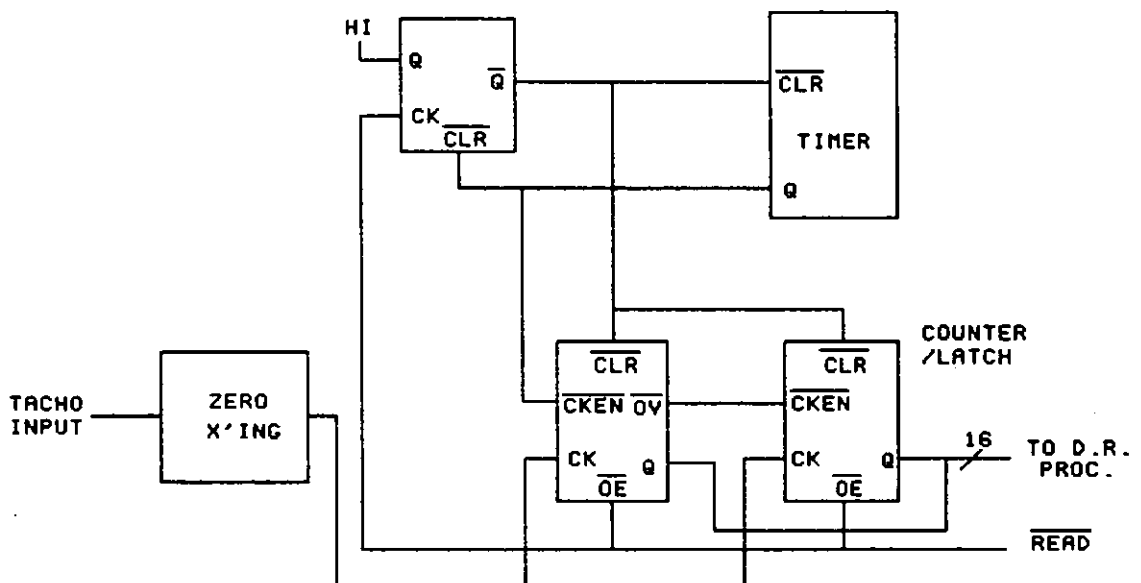 HI
Q
Q
CK
CLR
CLR
TIMER
Q
COUNTER
/LATCH
CLR
CLR
TACHO
INPUT
ZERO
X'ING
CKEN
OV
CKEN
CK
Q
OE
CK
Q
OE
16
TO D.R.
PROC.
READ